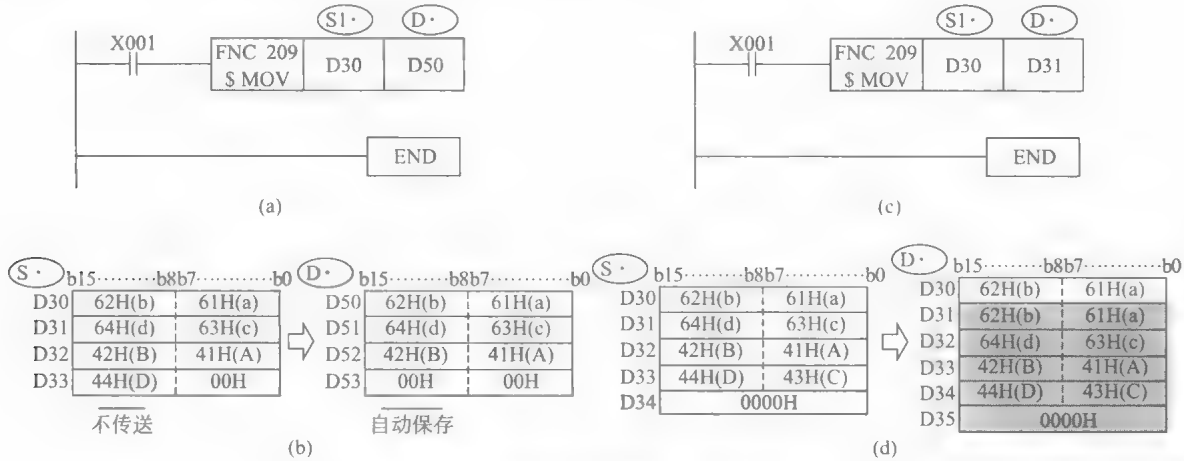 S1· D·
X001
FNC 209
$ MOV D30 D50
END
(a)
S1· D·
X001
FNC 209
$ MOV D30 D31
END
(c)
S· b15·········b8b7·············b0
D30 62H(b) 61H(a)
D31 64H(d) 63H(c)
D32 42H(B) 41H(A)
D33 44H(D) 00H
不传送
D· b15·········b8b7·············b0
D50 62H(b) 61H(a)
D51 64H(d) 63H(c)
D52 42H(B) 41H(A)
D53 00H 00H
自动保存
(b)
S· b15·········b8b7·············b0
D30 62H(b) 61H(a)
D31 64H(d) 63H(c)
D32 42H(B) 41H(A)
D33 44H(D) 43H(C)
D34 0000H
D· b15·········b8b7·············b0
D30 62H(b) 61H(a)
D31 62H(b) 61H(a)
D32 64H(d) 63H(c)
D33 42H(B) 41H(A)
D34 44H(D) 43H(C)
D35 0000H
(d)